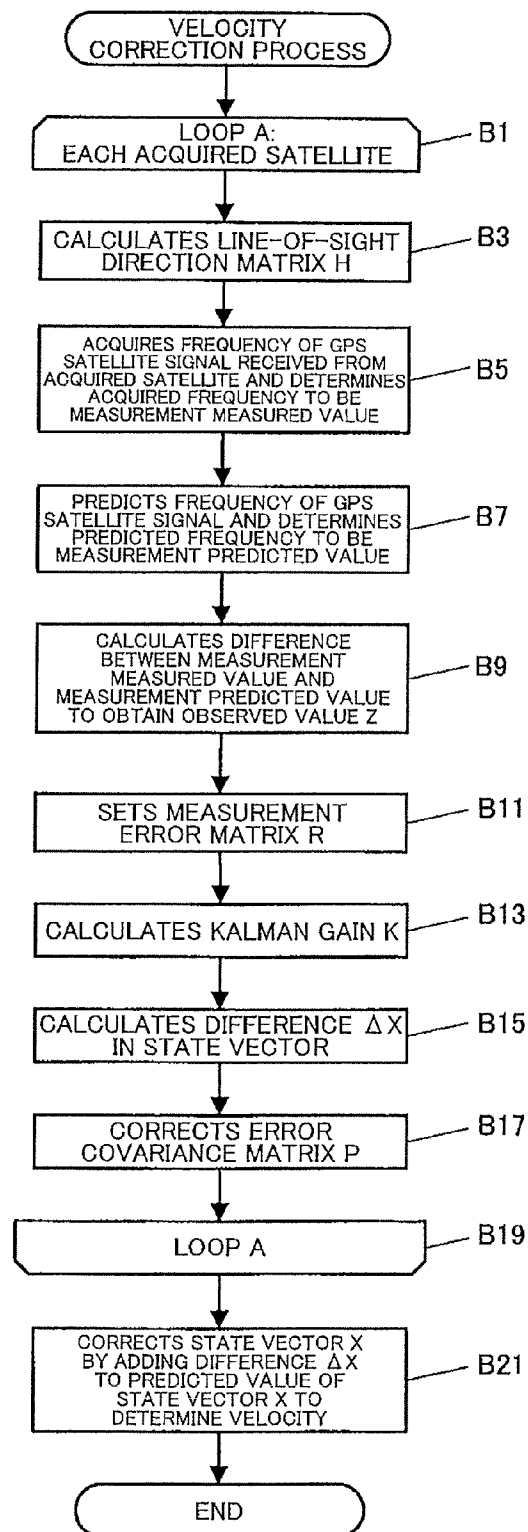 VELOCITY
CORRECTION PROCESS
LOOP A:
EACH ACQUIRED SATELLITE
B1
CALCULATES LINE-OF-SIGHT
DIRECTION MATRIX H
B3
ACQUIRES FREQUENCY OF GPS
SATELLITE SIGNAL RECEIVED FROM
ACQUIRED SATELLITE AND DETERMINES
ACQUIRED FREQUENCY TO BE
MEASUREMENT MEASURED VALUE
B5
PREDICTS FREQUENCY OF GPS
SATELLITE SIGNAL AND DETERMINES
PREDICTED FREQUENCY TO BE
MEASUREMENT PREDICTED VALUE
B7
CALCULATES DIFFERENCE
BETWEEN MEASUREMENT
MEASURED VALUE AND
MEASUREMENT PREDICTED VALUE
TO OBTAIN OBSERVED VALUE Z
B9
SETS MEASUREMENT
ERROR MATRIX R
B11
CALCULATES KALMAN GAIN K
B13
CALCULATES DIFFERENCE ΔX
IN STATE VECTOR
B15
CORRECTS ERROR
COVARIANCE MATRIX P
B17
LOOP A
B19
CORRECTS STATE VECTOR X
BY ADDING DIFFERENCE ΔX
TO PREDICTED VALUE OF
STATE VECTOR X TO
DETERMINE VELOCITY
B21
END